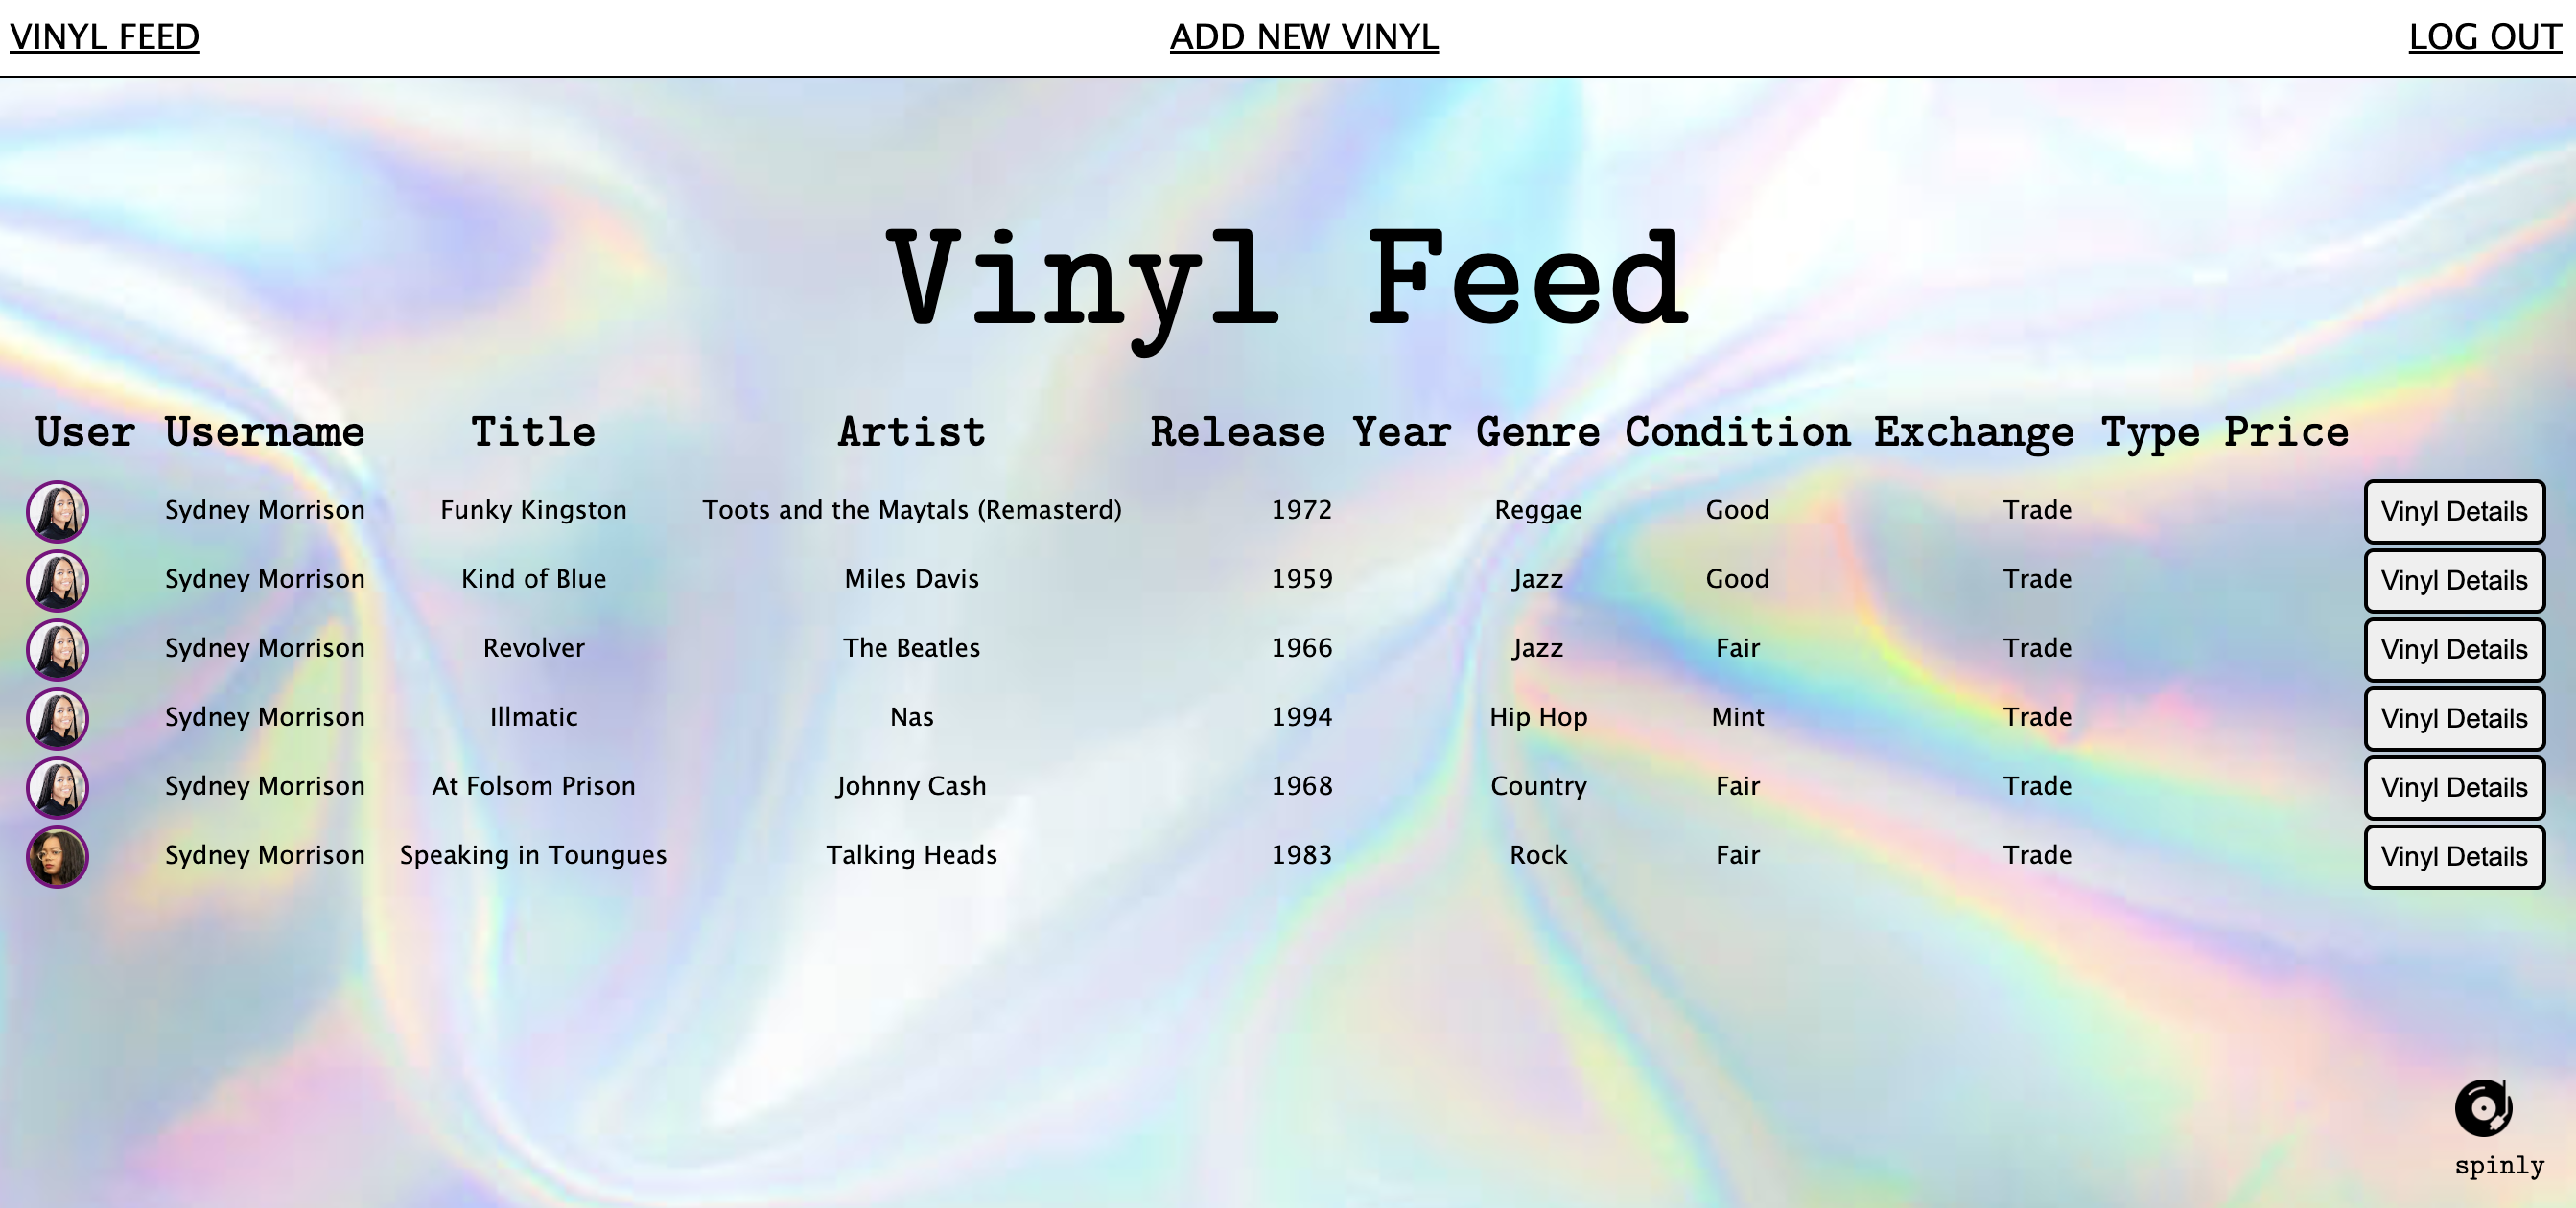 VINYL FEED ADD NEW VINYL LOG OUT
Vinyl Feed
User Username Title Artist Release Year Genre Condition Exchange Type Price
Sydney Morrison Funky Kingston Toots and the Maytals (Remasterd) 1972 Reggae Good Trade Vinyl Details
Sydney Morrison Kind of Blue Miles Davis 1959 Jazz Good Trade Vinyl Details
Sydney Morrison Revolver The Beatles 1966 Jazz Fair Trade Vinyl Details
Sydney Morrison Illmatic Nas 1994 Hip Hop Mint Trade Vinyl Details
Sydney Morrison At Folsom Prison Johnny Cash 1968 Country Fair Trade Vinyl Details
Sydney Morrison Speaking in Toungues Talking Heads 1983 Rock Fair Trade Vinyl Details
spinly